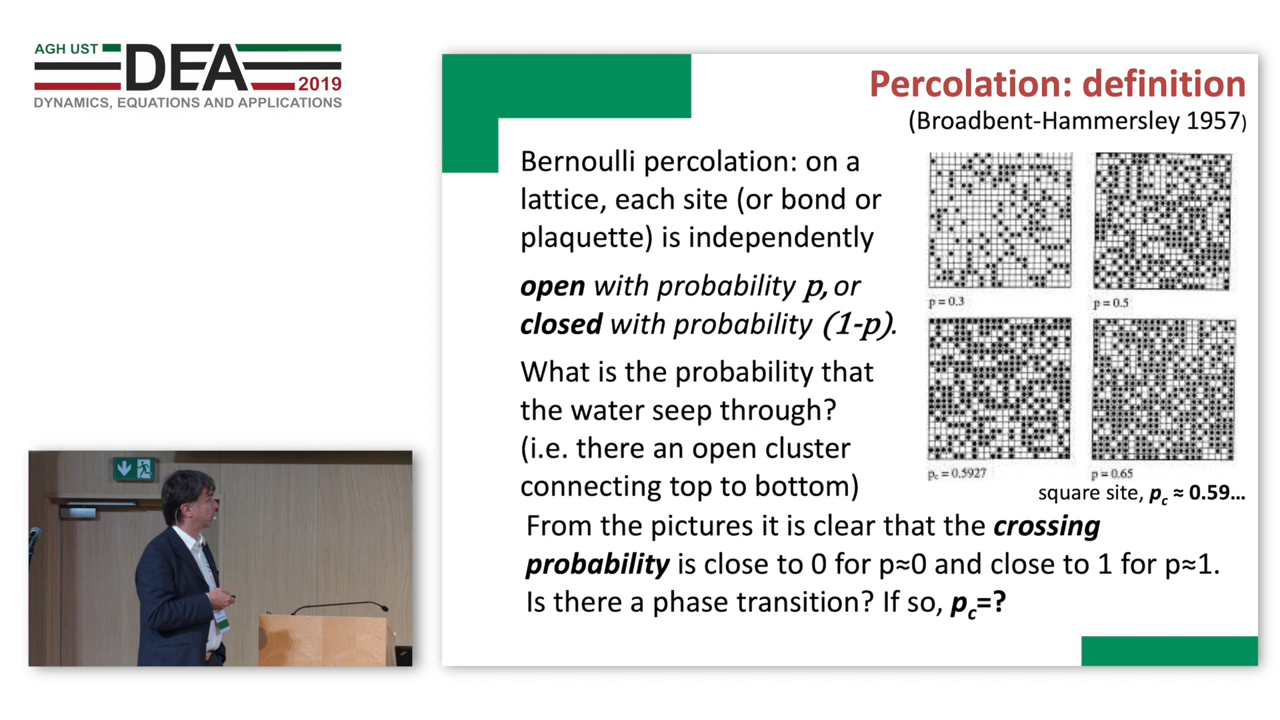 AGH UST
DEA
2019
DYNAMICS, EQUATIONS AND APPLICATIONS
Percolation: definition
(Broadbent-Hammersley 1957)
Bernoulli percolation: on a
lattice, each site (or bond or
plaquette) is independently
open with probability p, or
closed with probability (1-p).
What is the probability that
the water seep through?
(i.e. there an open cluster
connecting top to bottom)
p = 0.3
p = 0.5
pc = 0.5927
p = 0.65
square site, pc ≈ 0.59...
From the pictures it is clear that the crossing
probability is close to 0 for p≈0 and close to 1 for p≈1.
Is there a phase transition? If so, pc=?